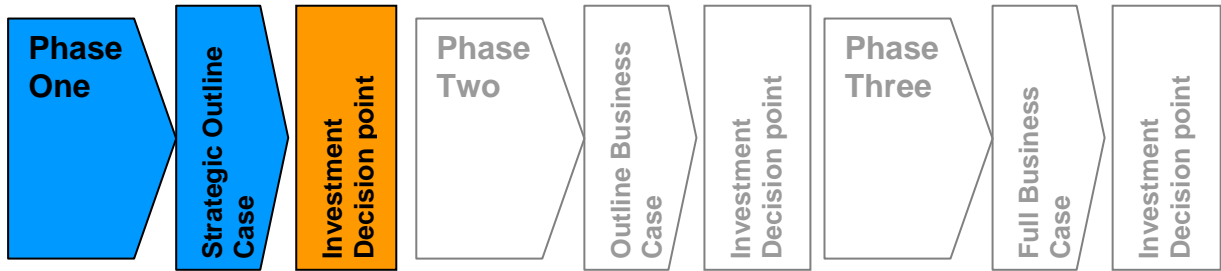 Phase
One
Strategic Outline
Case
Investment
Decision point
Phase
Two
Outline Business
Case
Investment
Decision point
Phase
Three
Full Business
Case
Investment
Decision point